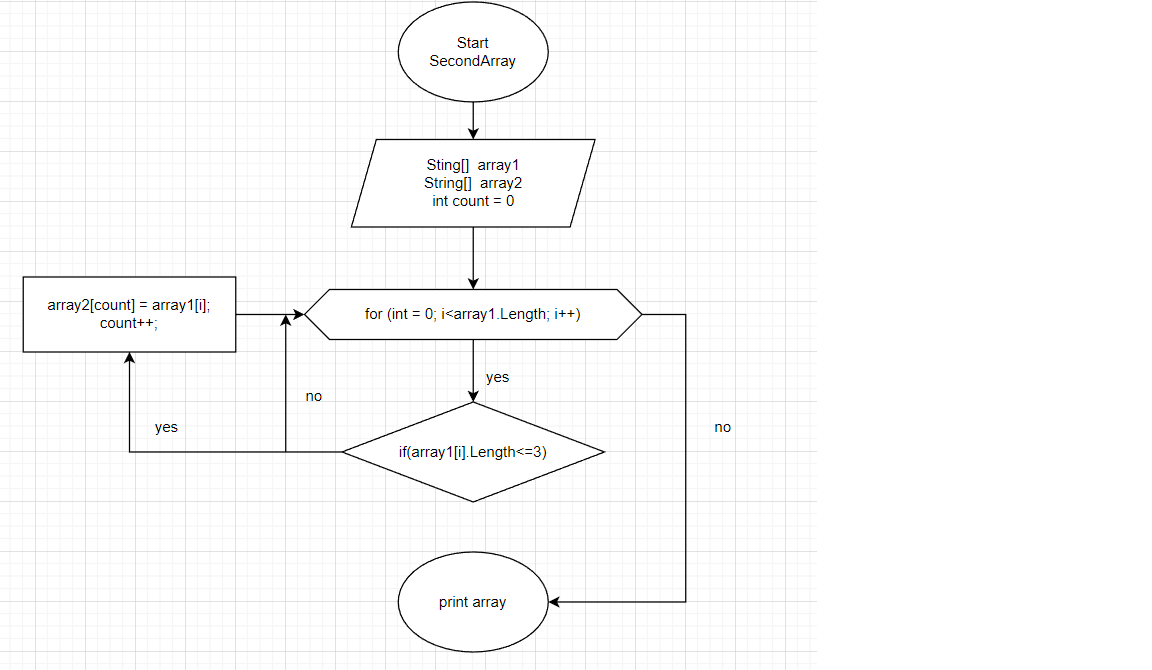 Start
SecondArray
Sting[]  array1
String[]  array2
int count = 0
array2[count] = array1[i];
count++;
for (int = 0; i<array1.Length; i++)
yes
no
yes
no
if(array1[i].Length<=3)
print array